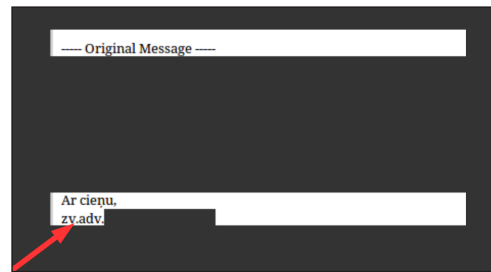 ----- Original Message -----
Ar cieņu,
zv.adv.